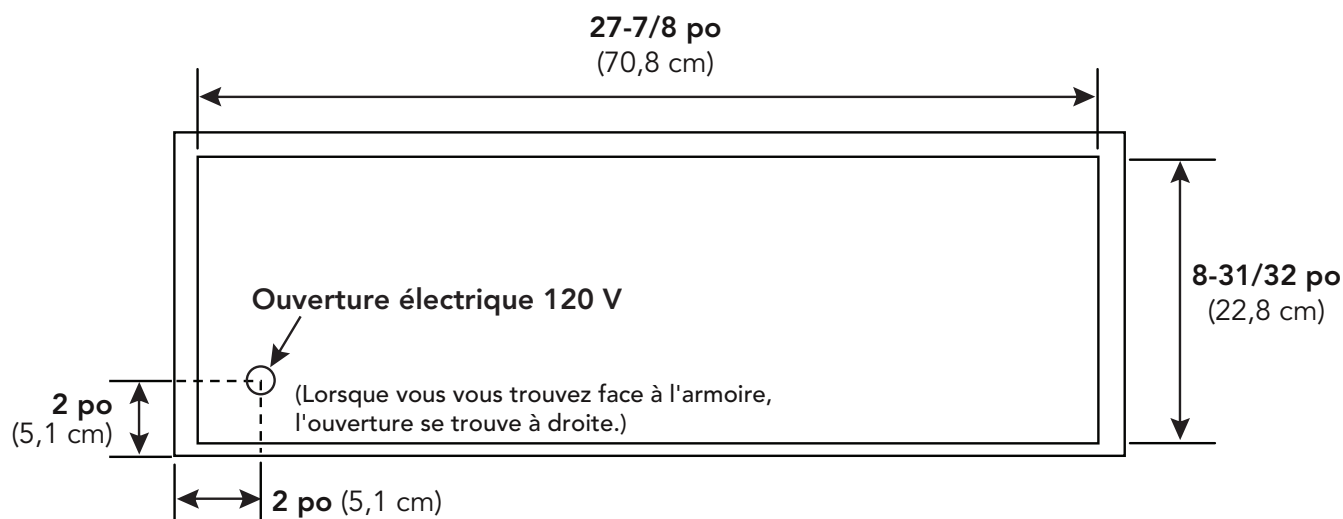 27-7/8 po
(70,8 cm)
8-31/32 po
(22,8 cm)
Ouverture électrique 120 V
(Lorsque vous vous trouvez face à l'armoire,
l'ouverture se trouve à droite.)
2 po
(5,1 cm)
2 po (5,1 cm)